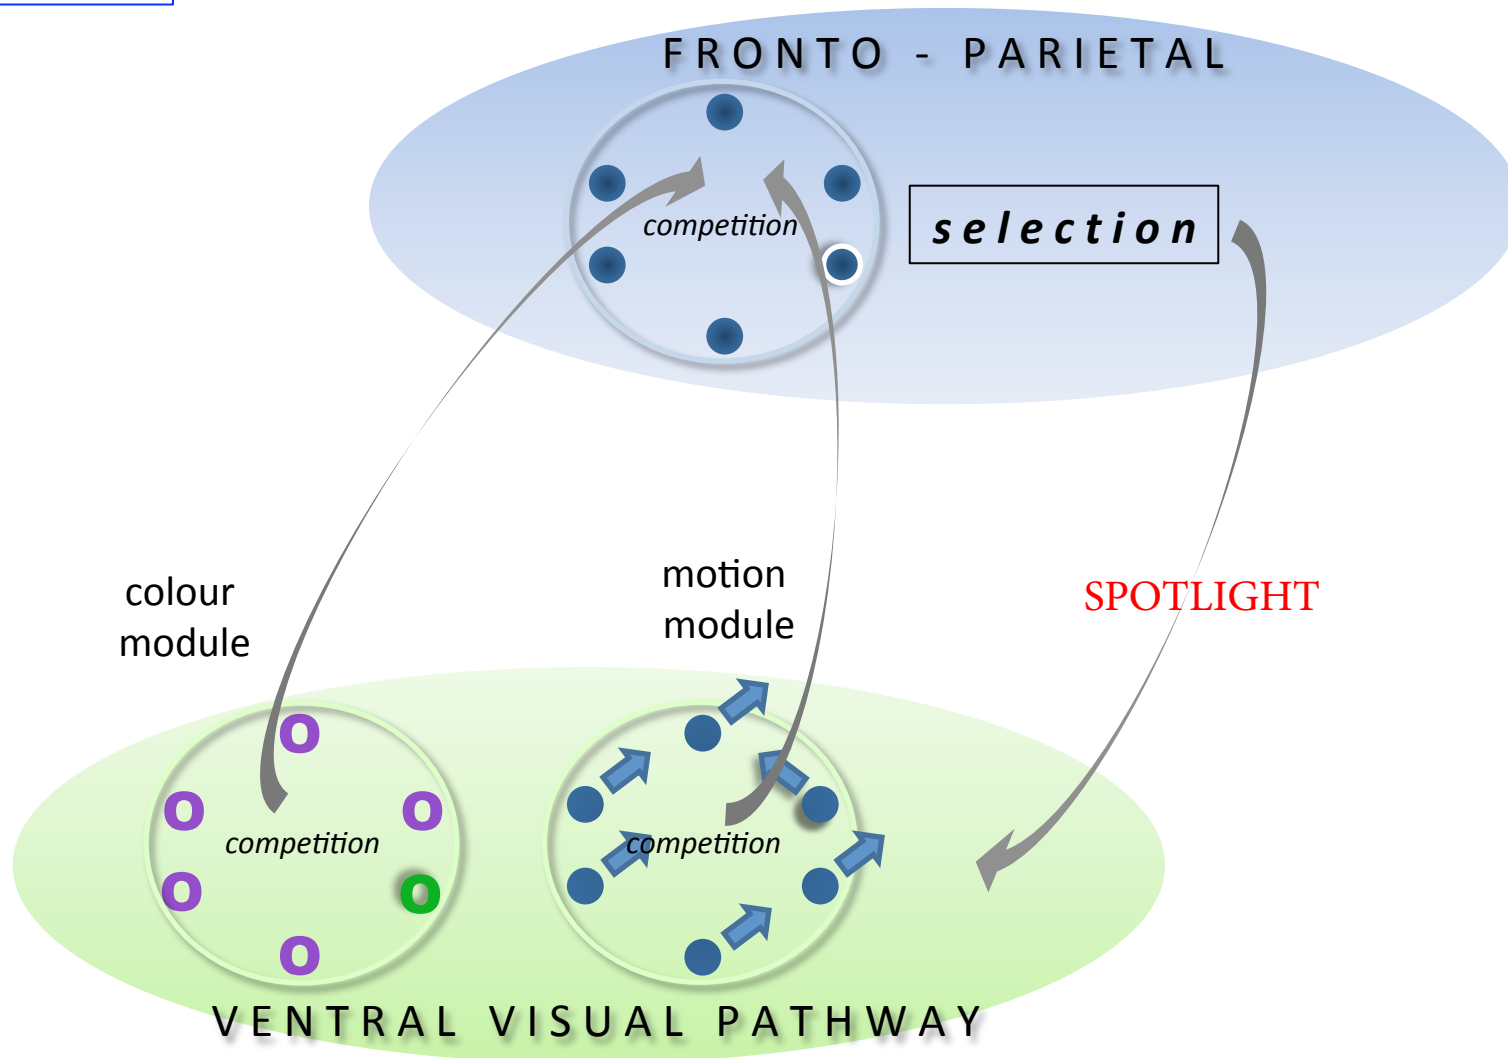 FRONTO - PARIETAL
competition
selection
colour
module
motion
module
SPOTLIGHT
o
o
o
o
o
o
competition
competition
VENTRAL VISUAL PATHWAY